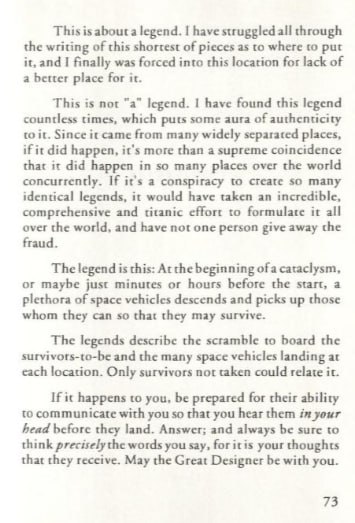 This is about a legend. I have struggled all through
the writing of this shortest of pieces as to where to put
it, and I finally was forced into this location for lack of
a better place for it.
This is not "a" legend. I have found this legend
countless times, which puts some aura of authenticity
to it. Since it came from many widely separated places,
if it did happen, it's more than a supreme coincidence
that it did happen in so many places over the world
concurrently. If it's a conspiracy to create so many
identical legends, it would have taken an incredible,
comprehensive and titanic effort to formulate it all
over the world, and have not one person give away the
fraud.
The legend is this: At the beginning of a cataclysm,
or maybe just minutes or hours before the start, a
plethora of space vehicles descends and picks up those
whom they can so that they may survive.
The legends describe the scramble to board the
survivors-to-be and the many space vehicles landing at
each location. Only survivors not taken could relate it.
If it happens to you, be prepared for their ability
to communicate with you so that you hear them in your
head before they land. Answer; and always be sure to
think precisely the words you say, for it is your thoughts
that they receive. May the Great Designer be with you.
73